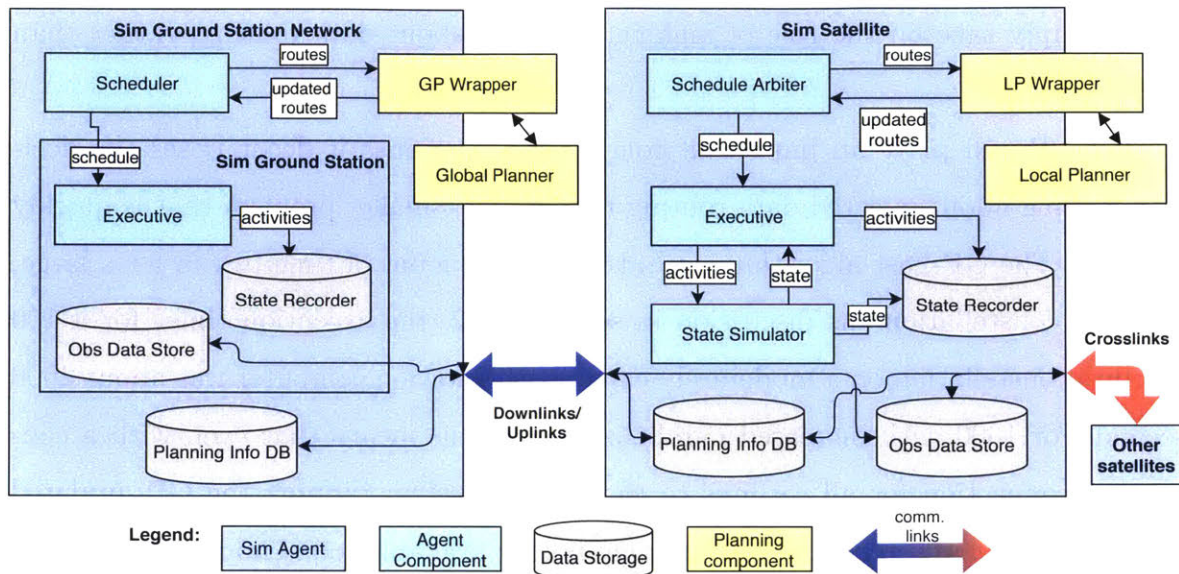 Sim Ground Station Network
Scheduler
routes
updated
routes
GP Wrapper
schedule
Sim Ground Station
Global Planner
Executive
activities
State Recorder
Obs Data Store
Planning Info DB
Downlinks/
Uplinks
Sim Satellite
Schedule Arbiter
routes
LP Wrapper
updated
routes
schedule
Local Planner
Executive
activities
activities
state
State Simulator
state
State Recorder
Crosslinks
Planning Info DB
Obs Data Store
Other
satellites
Legend:
Sim Agent
Agent
Component
Data Storage
Planning
component
comm.
links